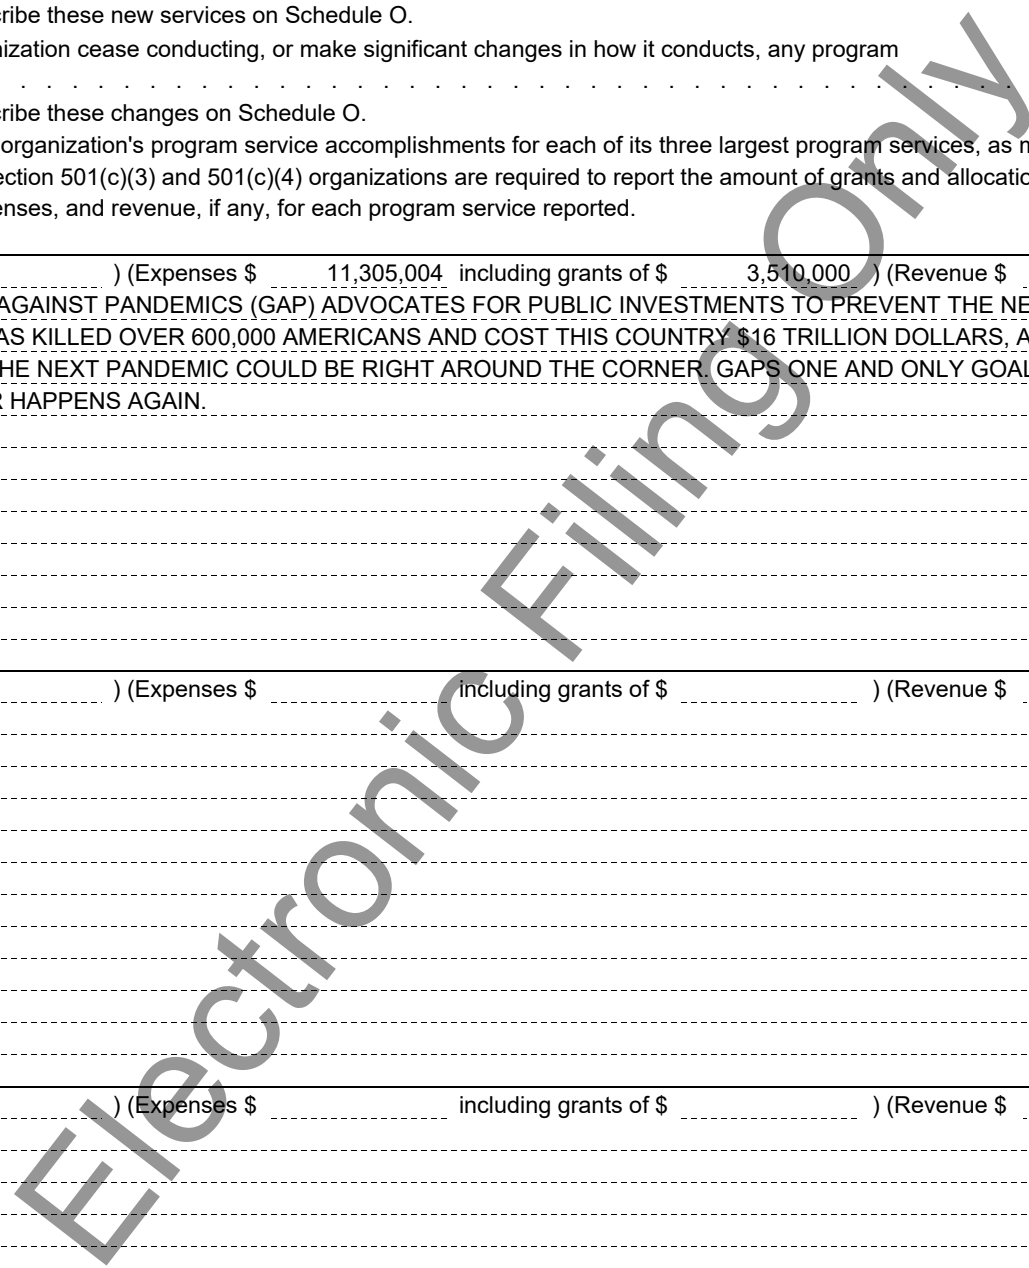 cribe these new services on Schedule O.
nization cease conducting, or make significant changes in how it conducts, any program
. . . . . . . . . . . . . . . . . . . . . . . . . . . . . . . . . . . . . . .
cribe these changes on Schedule O.
organization's program service accomplishments for each of its three largest program services, as m
ection 501(c)(3) and 501(c)(4) organizations are required to report the amount of grants and allocatio
enses, and revenue, if any, for each program service reported.
) (Expenses $ 11,305,004 including grants of $ 3,510,000 ) (Revenue $
AGAINST PANDEMICS (GAP) ADVOCATES FOR PUBLIC INVESTMENTS TO PREVENT THE NE
AS KILLED OVER 600,000 AMERICANS AND COST THIS COUNTRY $16 TRILLION DOLLARS, A
HE NEXT PANDEMIC COULD BE RIGHT AROUND THE CORNER. GAPS ONE AND ONLY GOAL
R HAPPENS AGAIN.
) (Expenses $ including grants of $ ) (Revenue $
) (Expenses $ including grants of $ ) (Revenue $
Electronic Filing Only